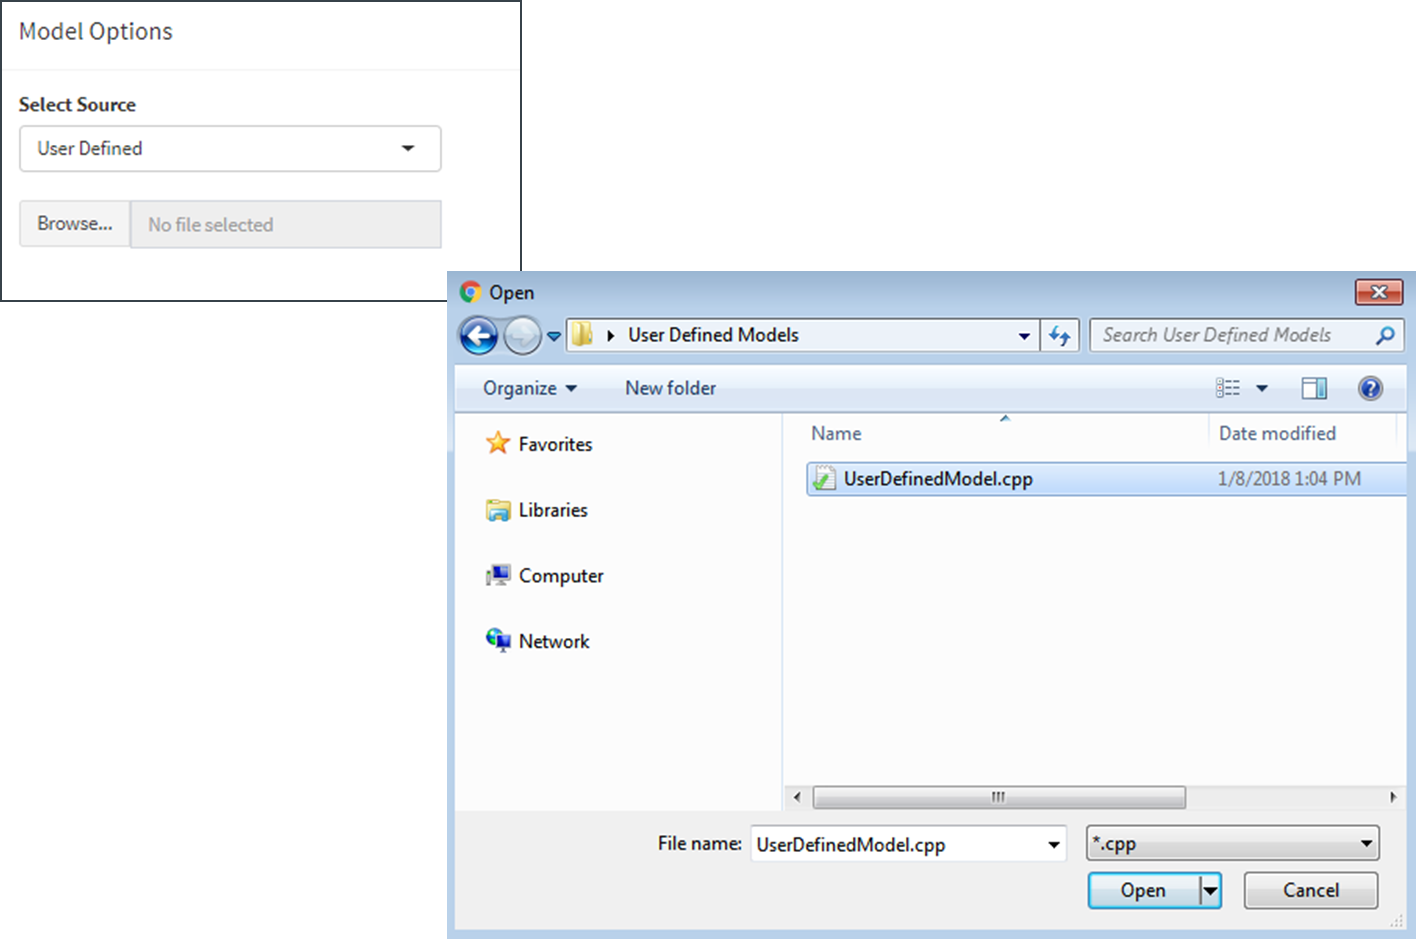 Model Options
Select Source
User Defined
Browse... No file selected
Open
User Defined Models Search User Defined Models
Organize New folder
Name Date modified
Favorites
UserDefinedModel.cpp 1/8/2018 1:04 PM
Libraries
Computer
Network
File name: UserDefinedModel.cpp *.cpp
Open Cancel